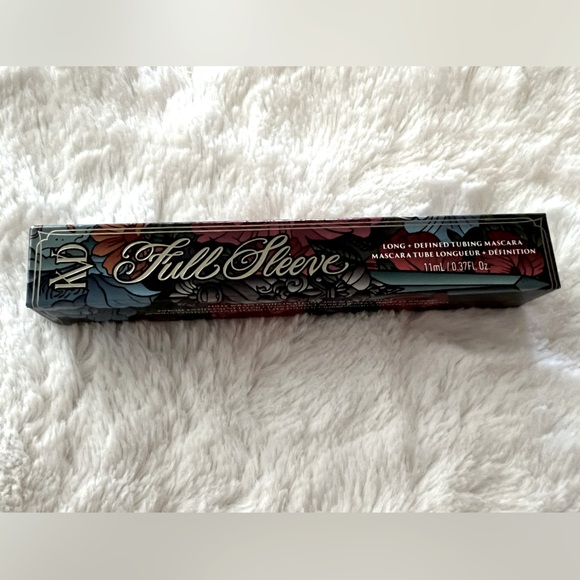 KVD
Full Sleeve
LONG + DEFINED TUBING MASCARA
MASCARA TUBE LONGUEUR + DÉFINITION
11mL / 0.37FL Oz.